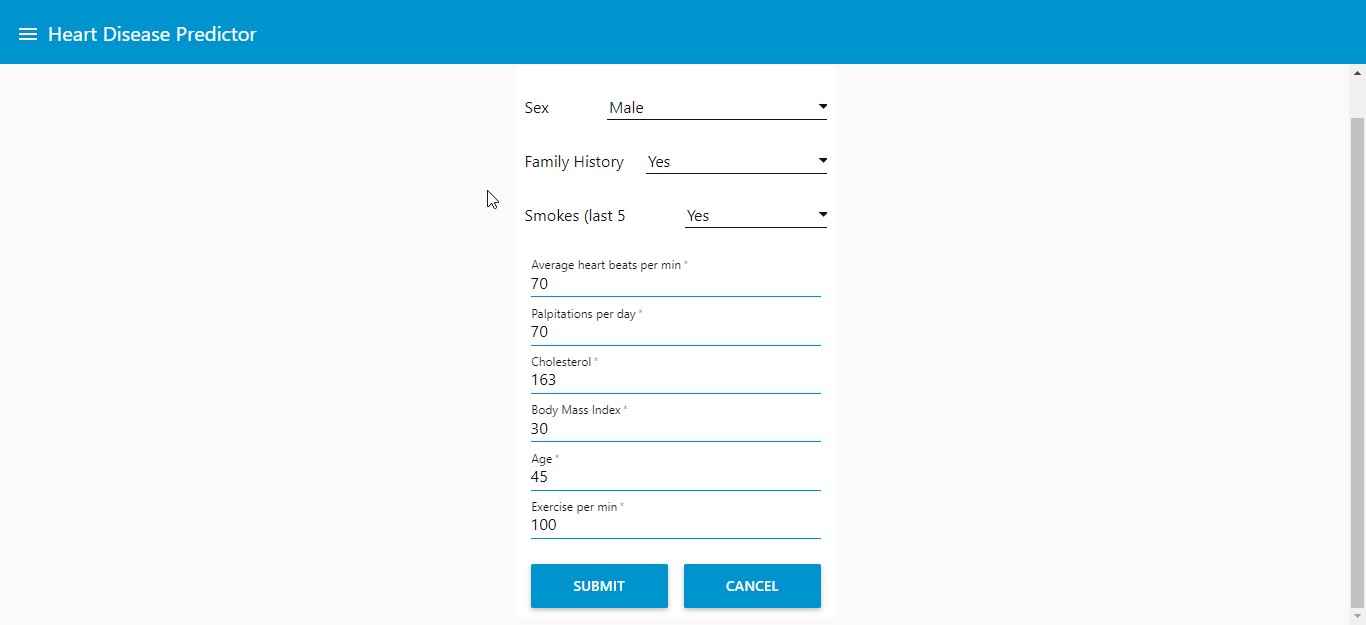 Heart Disease Predictor
Sex Male
Family History Yes
Smokes (last 5 Yes
Average heart beats per min *
70
Palpitations per day *
70
Cholesterol *
163
Body Mass Index *
30
Age *
45
Exercise per min *
100
SUBMIT CANCEL